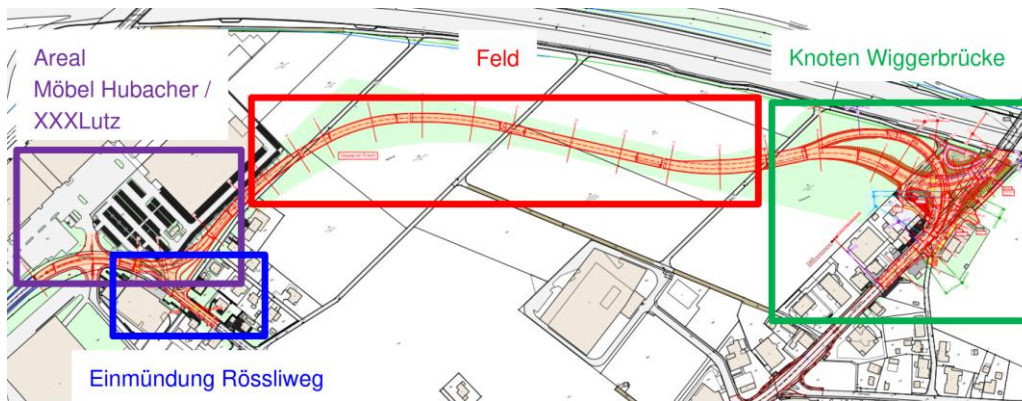 Areal
Möbel Hubacher /
XXXLutz
Feld
Knoten Wiggerbrücke
Einmündung Rössliweg